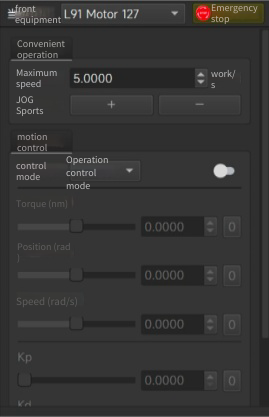 front
equipment
L91 Motor 127
Emergency
stop
Convenient
operation
Maximum
speed
5.0000
work/
s
JOG
Sports
+
−
motion
control
control
mode
Operation
control
mode
Torque (nm)
0.0000
0
Position (rad
)
0.0000
0
Speed (rad/s)
0.0000
0
Kp
0.0000
0
Kd